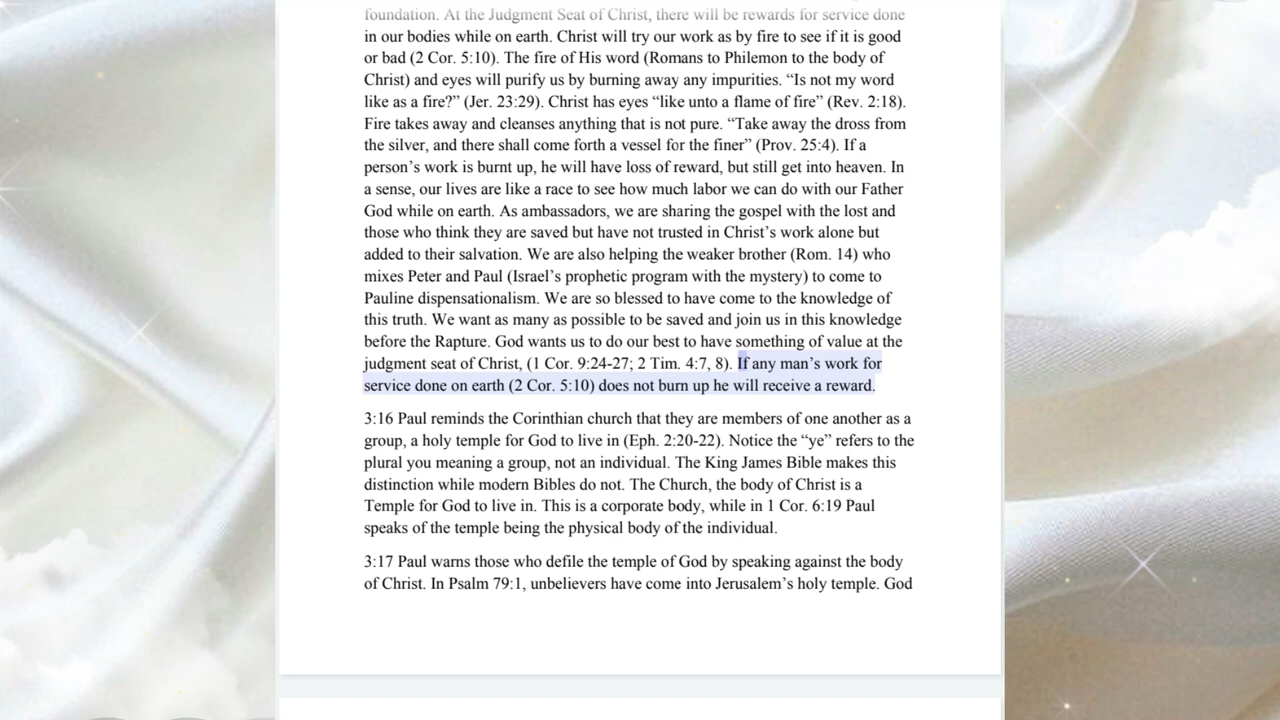 foundation. At the Judgment Seat of Christ, there will be rewards for service done
in our bodies while on earth. Christ will try our work as by fire to see if it is good
or bad (2 Cor. 5:10). The fire of His word (Romans to Philemon to the body of
Christ) and eyes will purify us by burning away any impurities. “Is not my word
like as a fire?” (Jer. 23:29). Christ has eyes “like unto a flame of fire” (Rev. 2:18).
Fire takes away and cleanses anything that is not pure. “Take away the dross from
the silver, and there shall come forth a vessel for the finer” (Prov. 25:4). If a
person’s work is burnt up, he will have loss of reward, but still get into heaven. In
a sense, our lives are like a race to see how much labor we can do with our Father
God while on earth. As ambassadors, we are sharing the gospel with the lost and
those who think they are saved but have not trusted in Christ’s work alone but
added to their salvation. We are also helping the weaker brother (Rom. 14) who
mixes Peter and Paul (Israel’s prophetic program with the mystery) to come to
Pauline dispensationalism. We are so blessed to have come to the knowledge of
this truth. We want as many as possible to be saved and join us in this knowledge
before the Rapture. God wants us to do our best to have something of value at the
judgment seat of Christ, (1 Cor. 9:24-27; 2 Tim. 4:7, 8). If any man’s work for
service done on earth (2 Cor. 5:10) does not burn up he will receive a reward.
3:16 Paul reminds the Corinthian church that they are members of one another as a
group, a holy temple for God to live in (Eph. 2:20-22). Notice the “ye” refers to the
plural you meaning a group, not an individual. The King James Bible makes this
distinction while modern Bibles do not. The Church, the body of Christ is a
Temple for God to live in. This is a corporate body, while in 1 Cor. 6:19 Paul
speaks of the temple being the physical body of the individual.
3:17 Paul warns those who defile the temple of God by speaking against the body
of Christ. In Psalm 79:1, unbelievers have come into Jerusalem’s holy temple. God